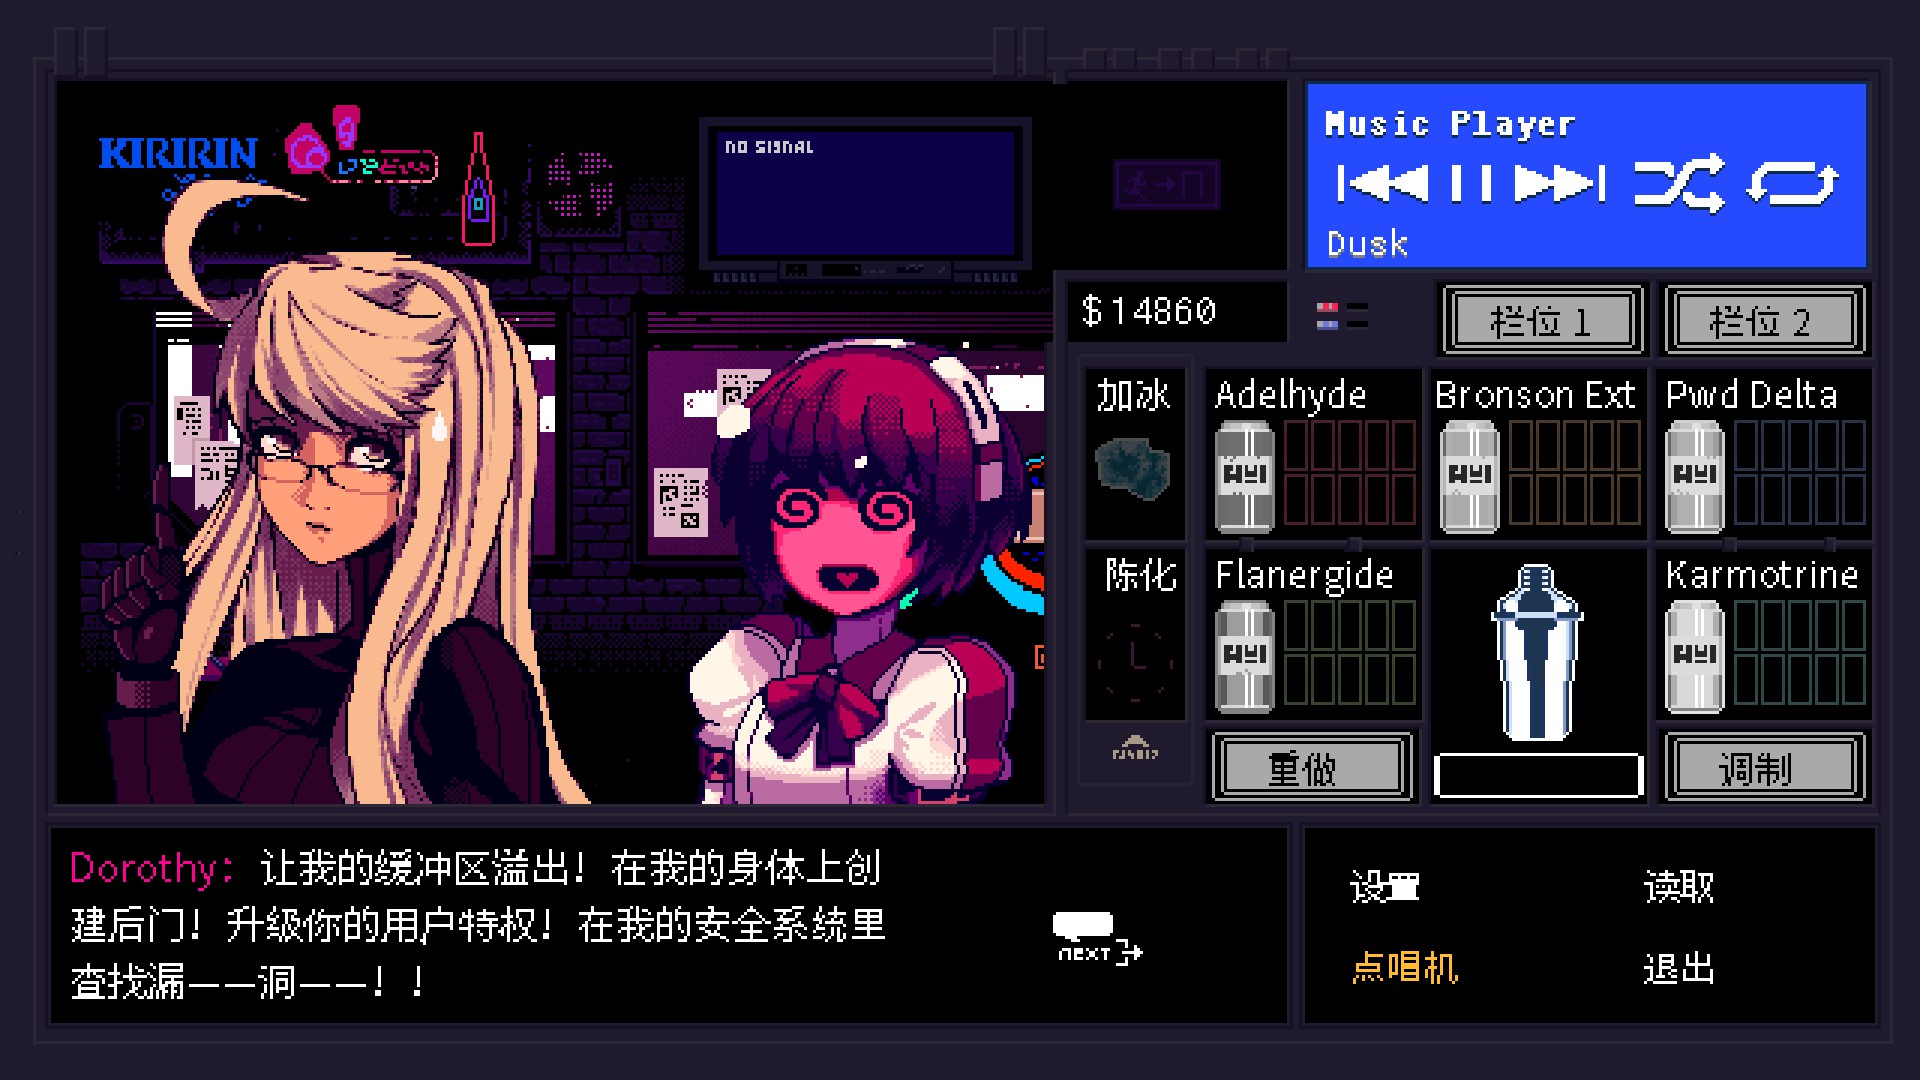 KIRIRIN
NO SIGNAL
Music Player
Dusk
$14860
栏位 1
栏位 2
加冰
Adelhyde
Bronson Ext
Pwd Delta
陈化
Flanergide
Karmotrine
重做
调制
Dorothy: 让我的缓冲区溢出！在我的身体上创
建后门！升级你的用户特权！在我的安全系统里
查找漏——洞——！！
NEXT
设置
读取
点唱机
退出